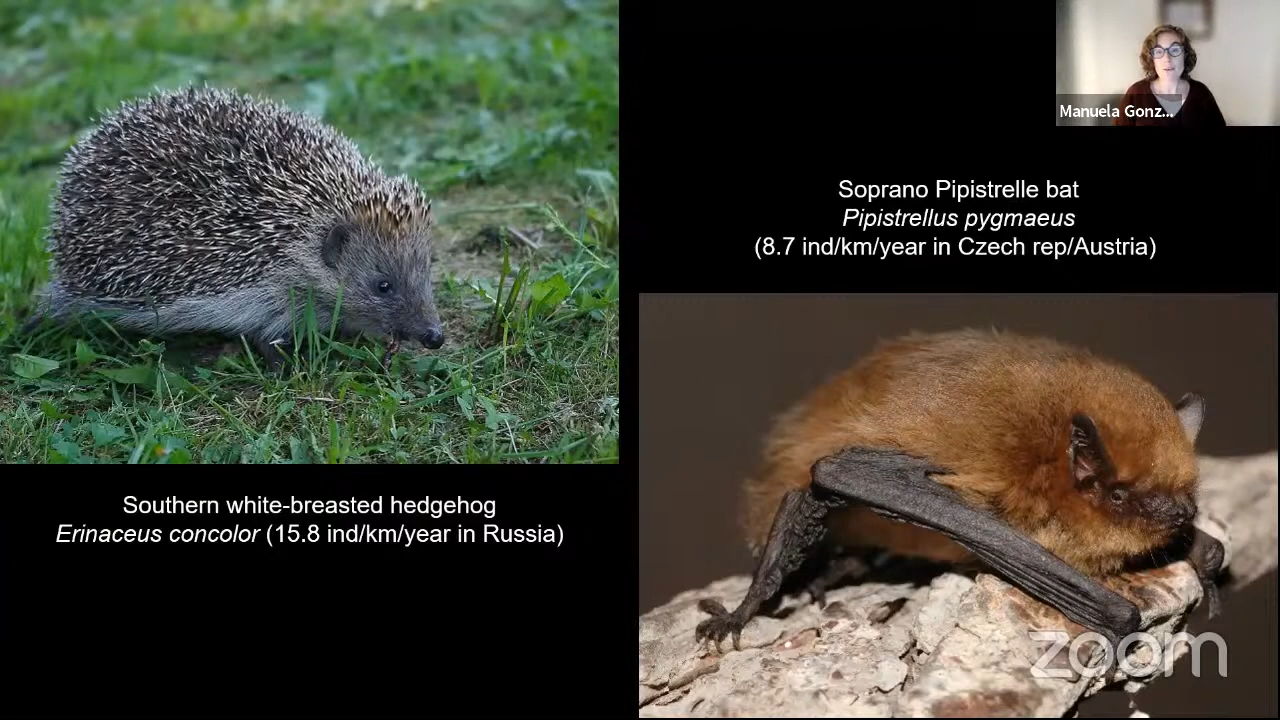 Manuela Gonz...
Soprano Pipistrelle bat
Pipistrellus pygmaeus
(8.7 ind/km/year in Czech rep/Austria)
Southern white-breasted hedgehog
Erinaceus concolor (15.8 ind/km/year in Russia)
zoom